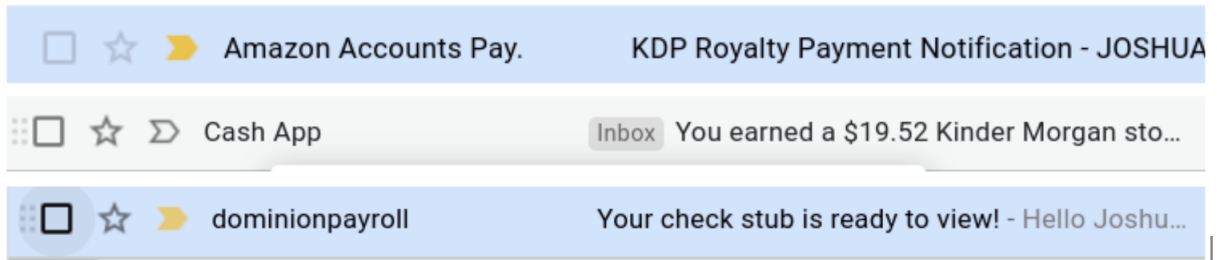 Amazon Accounts Pay. KDP Royalty Payment Notification - JOSHUA
Cash App Inbox You earned a $19.52 Kinder Morgan sto…
dominionpayroll Your check stub is ready to view! - Hello Joshu…